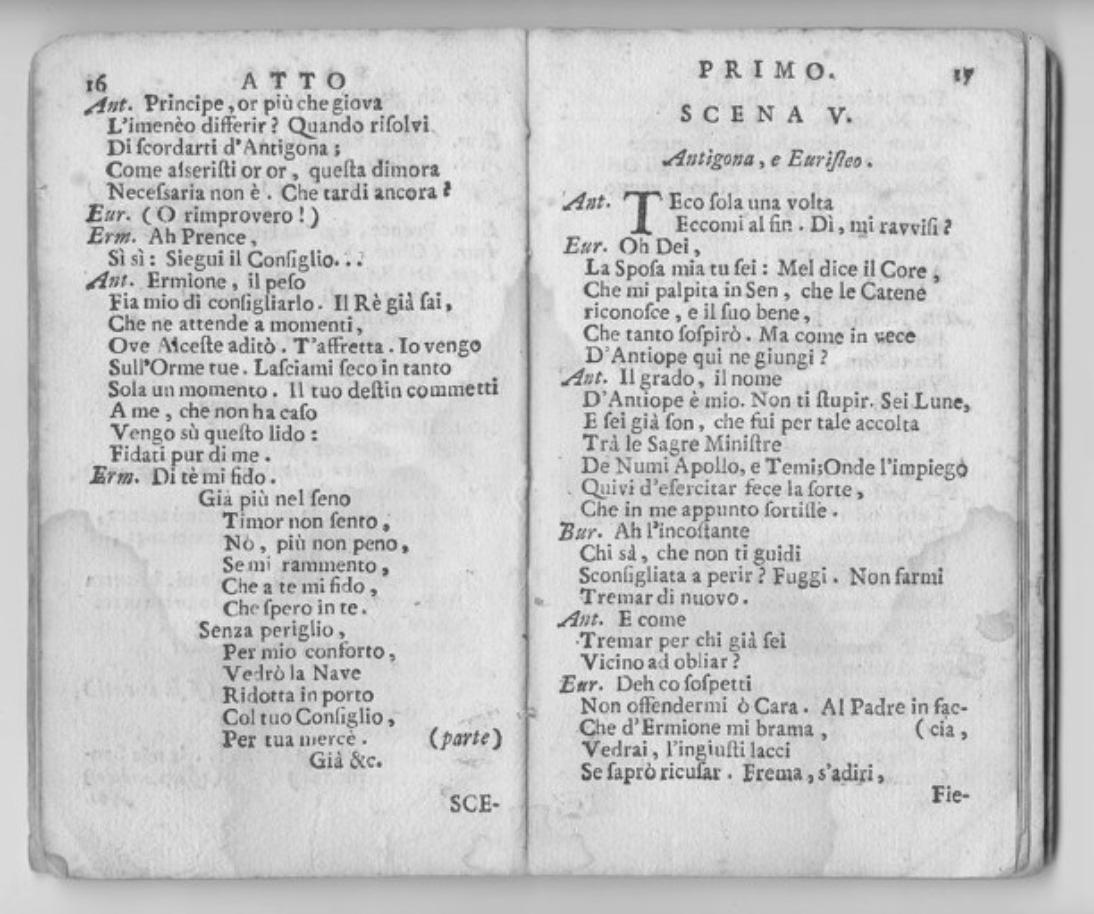 16 ATTO
Ant. Principe, or più che giova
L'imenèo differir? Quando riſolvi
Di ſcordarti d'Antigona;
Come aſseriſti or or, queſta dimora
Neceſsaria non è. Che tardi ancora?
Eur. (O rimprovero!)
Erm. Ah Prence,
Sì sì: Siegui il Conſiglio...
Ant. Ermione, il peſo
Fia mio di conſigliarlo. Il Rè già ſai,
Che ne attende a momenti,
Ove Alceſte aditò. T'affretta. Io vengo
Sull'Orme tue. Laſciami ſeco in tanto
Sola un momento. Il tuo deſtin commetti
A me, che non ha caſo
Vengo sù queſto lido:
Fidati pur di me.
Erm. Di tè mi fido.
Già più nel ſeno
Timor non ſento,
Nò, più non peno,
Se mi rammento,
Che a te mi fido,
Che ſpero in te.
Senza periglio,
Per mio conforto,
Vedrò la Nave
Ridotta in porto
Col tuo Conſiglio,
Per tua mercè. (parte)
Già &c.
SCE-
PRIMO. 17
SCENA V.
Antigona, e Euriſteo.
Ant. TEco ſola una volta
Eccomi al fin. Dì, mi ravviſi?
Eur. Oh Dei,
La Spoſa mia tu ſei: Mel dice il Core,
Che mi palpita in Sen, che le Catene
riconoſce, e il ſuo bene,
Che tanto ſoſpirò. Ma come in vece
D'Antiope qui ne giungi?
Ant. Il grado, il nome
D'Antiope è mio. Non ti ſtupir. Sei Lune,
E ſei già ſon, che fui per tale accolta
Trà le Sagre Miniſtre
De Numi Apollo, e Temi;Onde l'impiegò
Quivi d'eſercitar fece la ſorte,
Che in me appunto ſortiſſe.
Eur. Ah l'incoſtante
Chi sà, che non ti guidi
Sconſigliata a perir? Fuggi. Non farmi
Tremar di nuovo.
Ant. E come
Tremar per chi già ſei
Vicino ad obliar?
Eur. Deh co ſoſpetti
Non offendermi ò Cara. Al Padre in fac-
Che d'Ermione mi brama, (cia,
Vedrai, l'ingiuſti lacci
Se ſaprò ricuſar. Frema, s'adiri,
Fie-